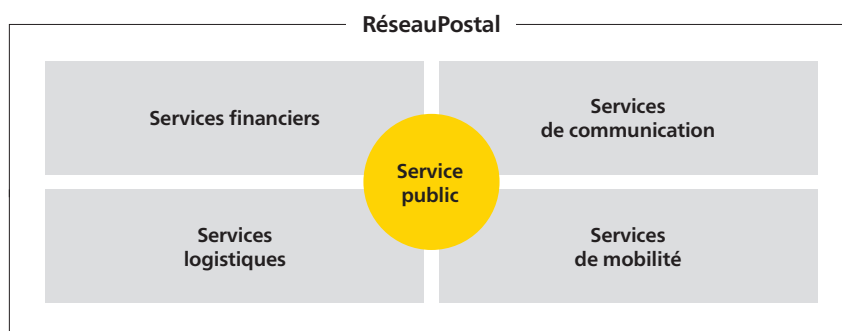 RéseauPostal
Services financiers
Services
de communication
Service
public
Services
logistiques
Services
de mobilité